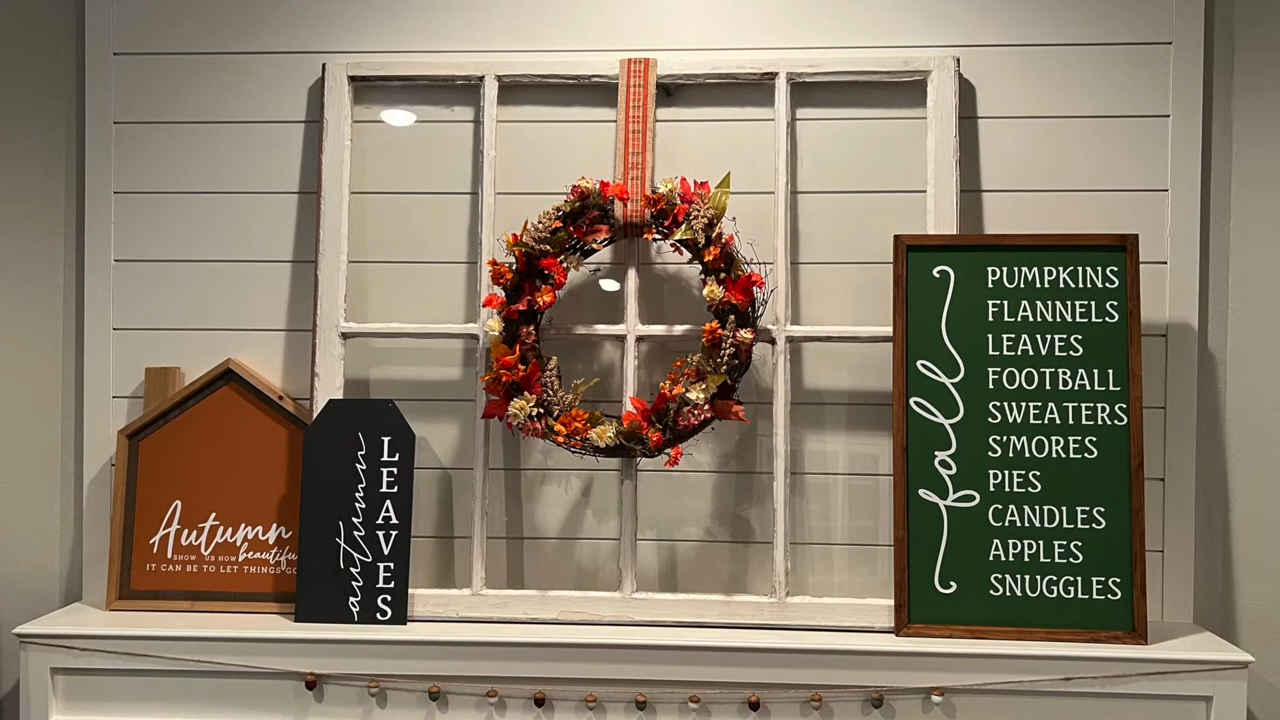 Autumn
SHOW US HOW beautifu
IT CAN BE TO LET THINGS GO
autumn
LEAVES
fall
PUMPKINS
FLANNELS
LEAVES
FOOTBALL
SWEATERS
S'MORES
PIES
CANDLES
APPLES
SNUGGLES